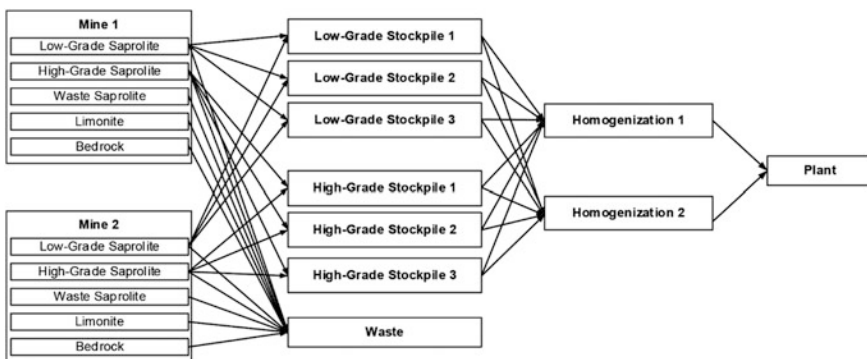 Mine 1
Low-Grade Saprolite
High-Grade Saprolite
Waste Saprolite
Limonite
Bedrock
Mine 2
Low-Grade Saprolite
High-Grade Saprolite
Waste Saprolite
Limonite
Bedrock
Low-Grade Stockpile 1
Low-Grade Stockpile 2
Low-Grade Stockpile 3
High-Grade Stockpile 1
High-Grade Stockpile 2
High-Grade Stockpile 3
Waste
Homogenization 1
Homogenization 2
Plant